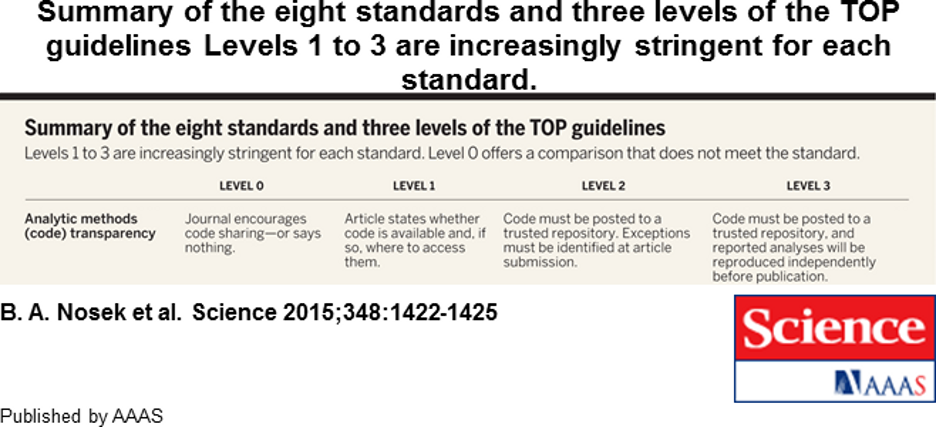 Summary of the eight standards and three levels of the TOP
guidelines Levels 1 to 3 are increasingly stringent for each
standard.
Summary of the eight standards and three levels of the TOP guidelines
Levels 1 to 3 are increasingly stringent for each standard. Level 0 offers a comparison that does not meet the standard.
LEVEL 0 LEVEL 1 LEVEL 2 LEVEL 3
Analytic methods
(code) transparency
Journal encourages
code sharing—or says
nothing.
Article states whether
code is available and, if
so, where to access
them.
Code must be posted to a
trusted repository. Exceptions
must be identified at article
submission.
Code must be posted to a
trusted repository, and
reported analyses will be
reproduced independently
before publication.
B. A. Nosek et al. Science 2015;348:1422-1425
Science
AAAS
Published by AAAS